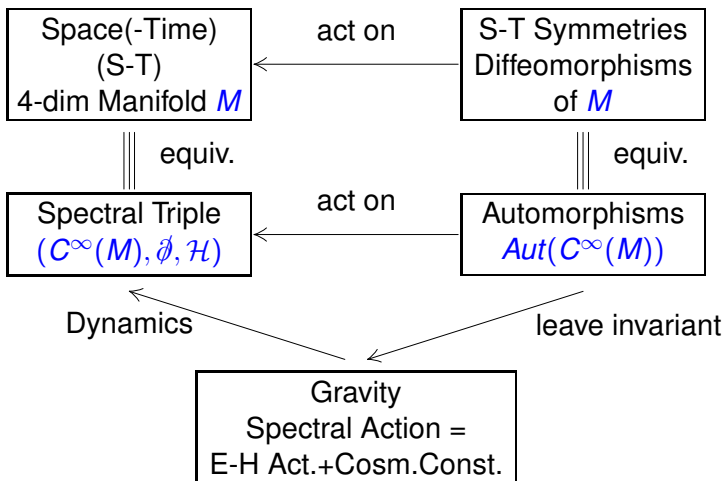 Space(-Time)
(S-T)
4-dim Manifold M
act on
S-T Symmetries
Diffeomorphisms
of M
equiv.
equiv.
Spectral Triple
(C^∞(M), ∂̸, ℋ)
act on
Automorphisms
Aut(C^∞(M))
Dynamics
leave invariant
Gravity
Spectral Action =
E-H Act.+Cosm.Const.